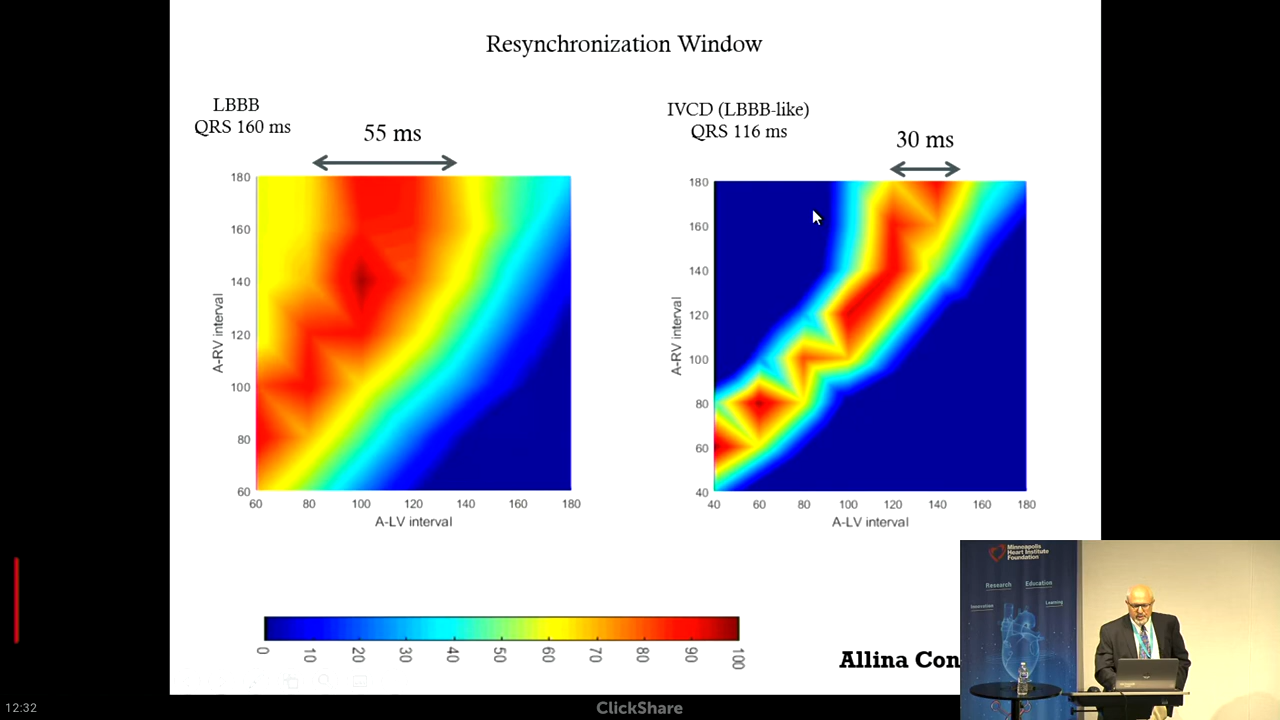 Resynchronization Window
LBBB
QRS 160 ms
55 ms
IVCD (LBBB-like)
QRS 116 ms
30 ms
180
160
140
120
100
80
60
A-RV interval
60
80
100
120
140
160
180
A-LV interval
180
160
140
120
100
80
60
40
A-RV interval
40
60
80
100
120
140
160
180
A-LV interval
0
10
20
30
40
50
60
70
80
90
100
Allina Con
Minneapolis
Heart Institute
Foundation
Research
Education
Innovation
Learning
12:32
ClickShare